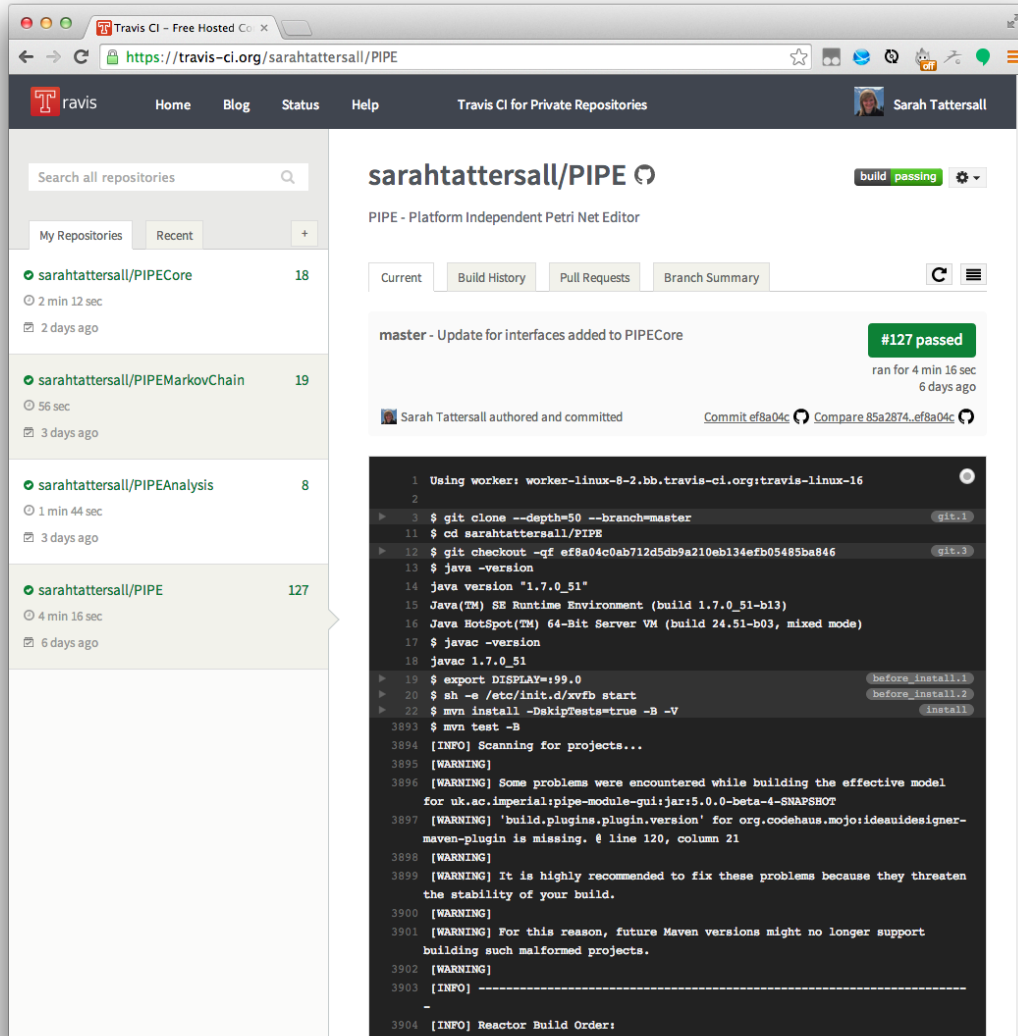 Travis CI - Free Hosted Co
https://travis-ci.org/sarahtattersall/PIPE
off
Travis
Home
Blog
Status
Help
Travis CI for Private Repositories
Sarah Tattersall
Search all repositories
My Repositories
Recent
+
sarahtattersall/PIPECore 18
2 min 12 sec
2 days ago
sarahtattersall/PIPEMarkovChain 19
56 sec
3 days ago
sarahtattersall/PIPEAnalysis 8
1 min 44 sec
3 days ago
sarahtattersall/PIPE 127
4 min 16 sec
6 days ago
sarahtattersall/PIPE
build passing
PIPE - Platform Independent Petri Net Editor
Current
Build History
Pull Requests
Branch Summary
master - Update for interfaces added to PIPECore
#127 passed
ran for 4 min 16 sec
6 days ago
Sarah Tattersall authored and committed
Commit ef8a04c
Compare 85a2874..ef8a04c
1 Using worker: worker-linux-8-2.bb.travis-ci.org:travis-linux-16
2
3 $ git clone --depth=50 --branch=master git.1
11 $ cd sarahtattersall/PIPE
12 $ git checkout -qf ef8a04c0ab712d5db9a210eb134efb05485ba846 git.3
13 $ java -version
14 java version "1.7.0_51"
15 Java(TM) SE Runtime Environment (build 1.7.0_51-b13)
16 Java HotSpot(TM) 64-Bit Server VM (build 24.51-b03, mixed mode)
17 $ javac -version
18 javac 1.7.0_51
19 $ export DISPLAY=:99.0 before_install.1
20 $ sh -e /etc/init.d/xvfb start before_install.2
22 $ mvn install -DskipTests=true -B -V install
3893 $ mvn test -B
3894 [INFO] Scanning for projects...
3895 [WARNING]
3896 [WARNING] Some problems were encountered while building the effective model
for uk.ac.imperial:pipe-module-gui:jar:5.0.0-beta-4-SNAPSHOT
3897 [WARNING] 'build.plugins.plugin.version' for org.codehaus.mojo:ideauidesigner-
maven-plugin is missing. @ line 120, column 21
3898 [WARNING]
3899 [WARNING] It is highly recommended to fix these problems because they threaten
the stability of your build.
3900 [WARNING]
3901 [WARNING] For this reason, future Maven versions might no longer support
building such malformed projects.
3902 [WARNING]
3903 [INFO] -----------------------------------------------------------------------
-
3904 [INFO] Reactor Build Order: